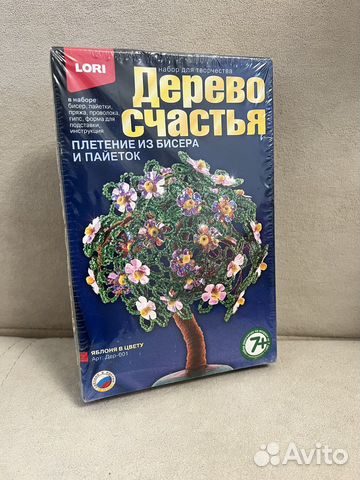 LORI
набор для творчества
Дерево
счастья
в наборе
бисер, пайетки,
пряжа, проволока,
гипс, форма для
подставки,
инструкция
ПЛЕТЕНИЕ ИЗ БИСЕРА
И ПАЙЕТОК
ЯБЛОНЯ В ЦВЕТУ
Арт. Дер-001
7+
Avito